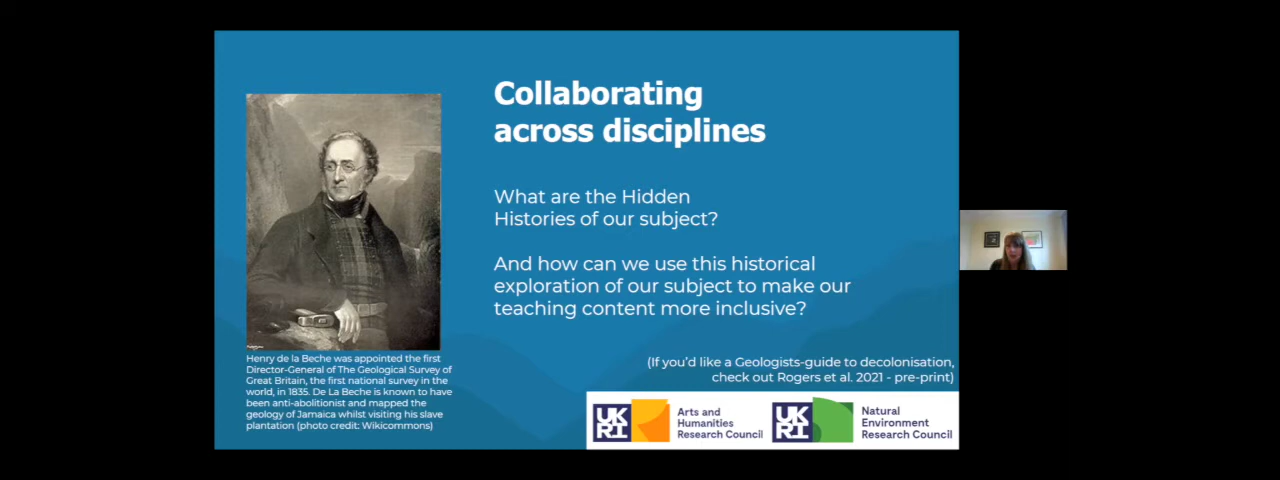 Collaborating
across disciplines
What are the Hidden
Histories of our subject?
And how can we use this historical
exploration of our subject to make our
teaching content more inclusive?
Henry de la Beche was appointed the first
Director-General of The Geological Survey of
Great Britain, the first national survey in the
world, in 1835. De La Beche is known to have
been anti-abolitionist and mapped the
geology of Jamaica whilst visiting his slave
plantation (photo credit: Wikicommons)
(If you'd like a Geologists-guide to decolonisation,
check out Rogers et al. 2021 - pre-print)
UK
RI
Arts and
Humanities
Research Council
UK
RI
Natural
Environment
Research Council